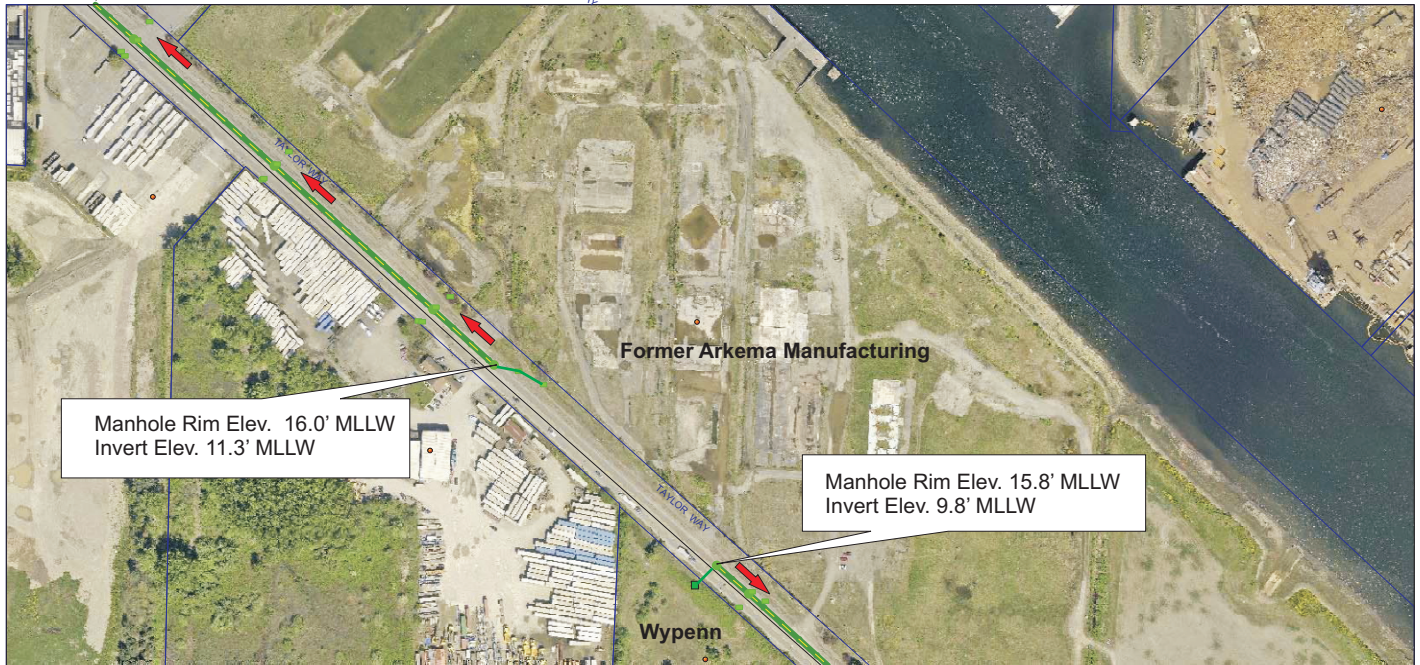 TAYLOR WAY
Former Arkema Manufacturing
Manhole Rim Elev. 16.0’ MLLW
Invert Elev. 11.3’ MLLW
TAYLOR WAY
Manhole Rim Elev. 15.8’ MLLW
Invert Elev. 9.8’ MLLW
Wypenn